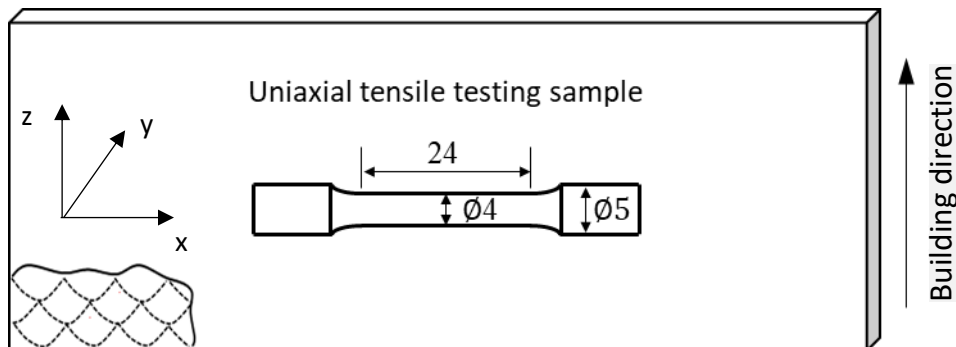 Uniaxial tensile testing sample
z
y
x
24
Ø4
Ø5
Building direction